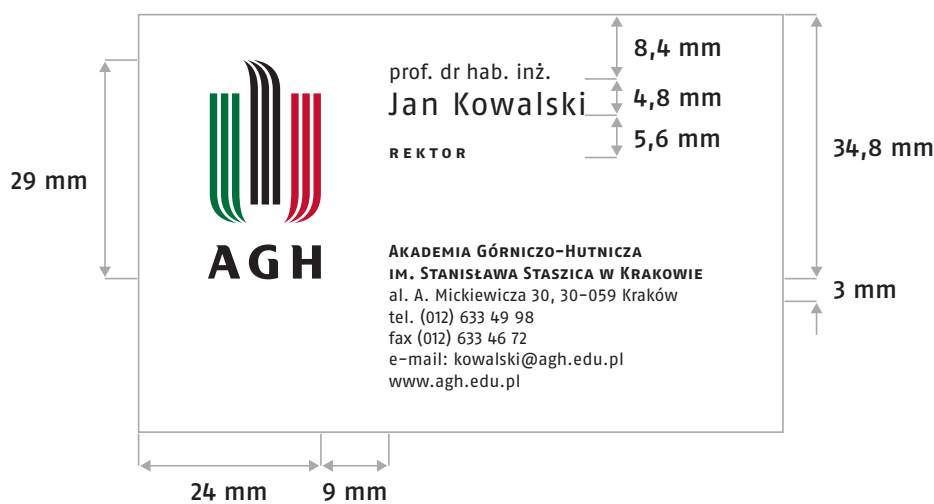 8,4 mm
prof. dr hab. inż.
Jan Kowalski
4,8 mm
5,6 mm
REKTOR
34,8 mm
29 mm
AGH
AKADEMIA GÓRNICZO-HUTNICZA
IM. STANISŁAWA STASZICA W KRAKOWIE
al. A. Mickiewicza 30, 30-059 Kraków
3 mm
tel. (012) 633 49 98
fax (012) 633 46 72
e-mail: kowalski@agh.edu.pl
www.agh.edu.pl
24 mm
9 mm